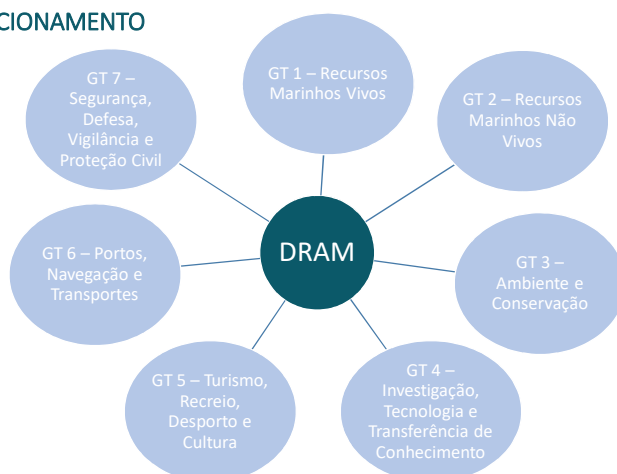 CIONAMENTO
GT 7 –
Segurança,
Defesa,
Vigilância e
Proteção Civil
GT 1 – Recursos
Marinhos Vivos
GT 2 – Recursos
Marinhos Não
Vivos
DRAM
GT 6 – Portos,
Navegação e
Transportes
GT 3 –
Ambiente e
Conservação
GT 5 – Turismo,
Recreio,
Desporto e
Cultura
GT 4 –
Investigação,
Tecnologia e
Transferência de
Conhecimento